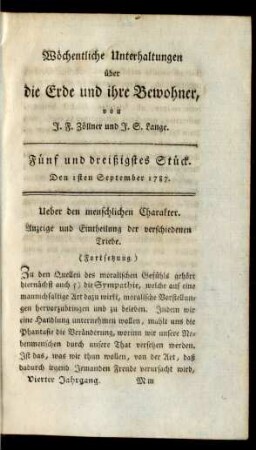 Wöchentliche Unterhaltungen
über
die Erde und ihre Bewohner,
von
J. F. Zöllner und J. S. Lange.
Fünf und dreißigstes Stück.
Den 1sten September 1787.
Ueber den menschlichen Charakter.
Anzeige und Eintheilung der verschiedenen
Triebe.
(Fortsetzung)
Zu den Quellen des moralischen Gefühls gehört
hiernächst auch f) die Sympathie, welche auf eine
mannichfaltige Art dazu wirkt, moralische Vorstellun-
gen hervorzubringen und zu beleben. Indem wir
eine Handlung unternehmen wollen, mahlt uns die
Phantasie die Veränderung, worinn wir unsere Ne-
benmenschen durch unsere That versetzen werden.
Ist das, was wir thun wollen, von der Art, daß
dadurch irgend Jemanden Freude verursacht wird,
Vierter Jahrgang. M m